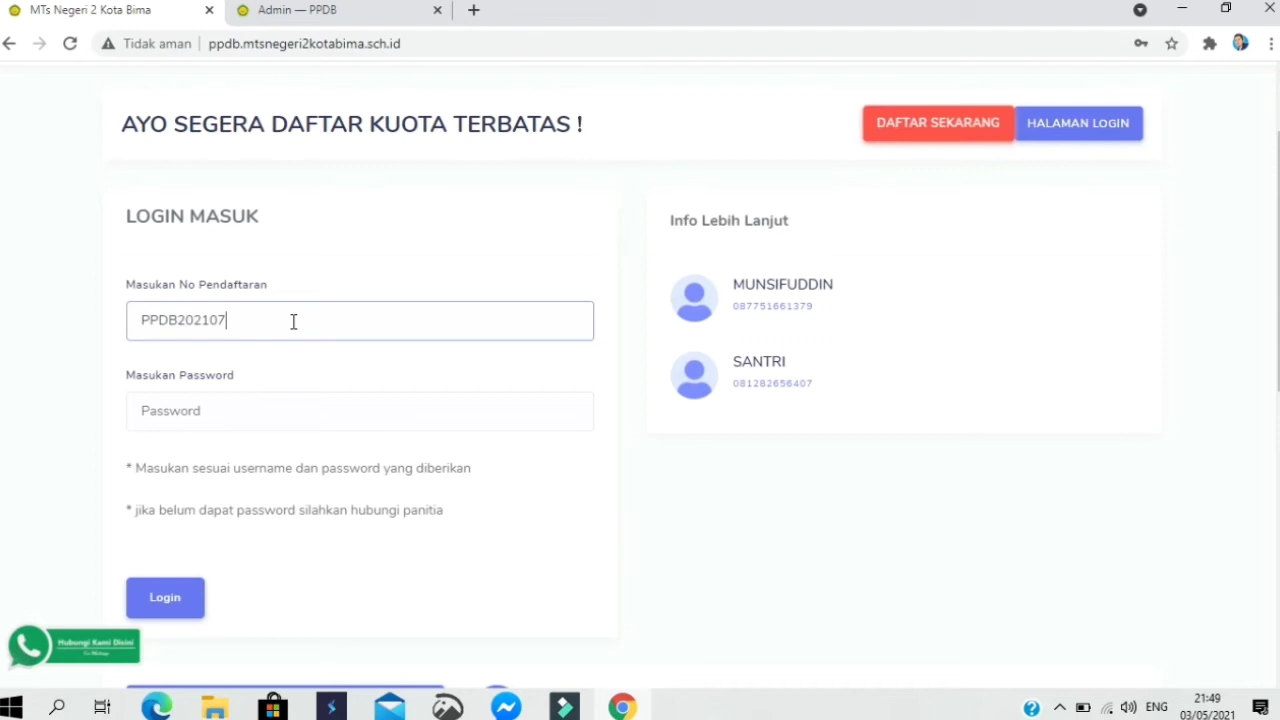 MTs Negeri 2 Kota Bima
Admin — PPDB
Tidak aman
ppdb.mtsnegeri2kotabima.sch.id
AYO SEGERA DAFTAR KUOTA TERBATAS !
DAFTAR SEKARANG
HALAMAN LOGIN
LOGIN MASUK
Masukan No Pendaftaran
PPDB202107
Masukan Password
Password
* Masukan sesuai username dan password yang diberikan
* jika belum dapat password silahkan hubungi panitia
Login
Info Lebih Lanjut
MUNSIFUDDIN
087751661379
SANTRI
081282656407
Hubungi Kami Disini
Via Whatsapp
ENG
21:49
03/05/2021